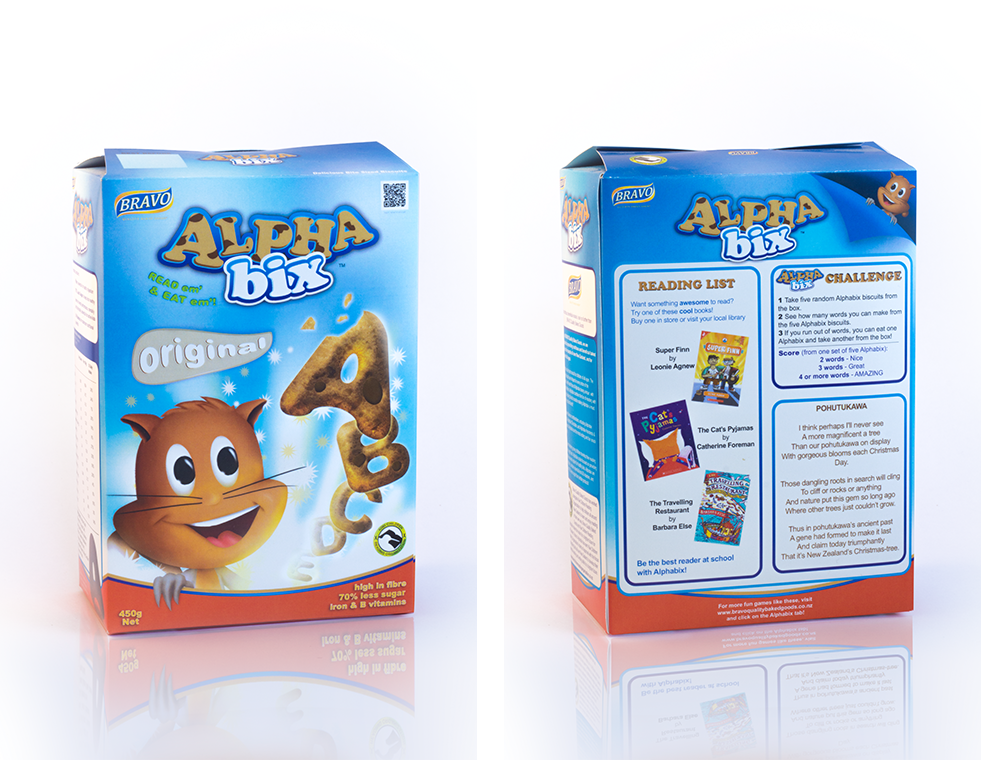 BRAVO
ALPHA
bix
™
READ em'
& EAT em'!
original
A
B
C
D
450g
Net
high in fibre
70% less sugar
iron & B vitamins
BRAVO
ALPHA
bix
READING LIST
Want something awesome to read?
Try one of these cool books!
Buy one in store or visit your local library
Super Finn
by
Leonie Agnew
SUPER FINN
The Cat's Pyjamas
The Cat's Pyjamas
by
Catherine Foreman
The Travelling
Restaurant
by
Barbara Else
TRAVELLING
RESTAURANT
Be the best reader at school
with Alphabix!
ALPHA bix CHALLENGE
1 Take five random Alphabix biscuits from
the box.
2 See how many words you can make from
the five Alphabix biscuits.
3 If you run out of words, you can eat one
Alphabix and take another from the box!
Score (from one set of five Alphabix):
2 words - Nice
3 words - Great
4 or more words - AMAZING
POHUTUKAWA
I think perhaps I'll never see
A more magnificent a tree
Than our pohutukawa on display
With gorgeous blooms each Christmas
Day.
Those dangling roots in search will cling
To cliff or rocks or anything
And nature put this gem so long ago
Where other trees just couldn't grow.
Thus in pohutukawa's ancient past
A gene had formed to make it last
And claim today triumphantly
That it's New Zealand's Christmas-tree.
For more fun games like these, visit
www.bravoqualitybakedgoods.co.nz
and click on the Alphabix tab!